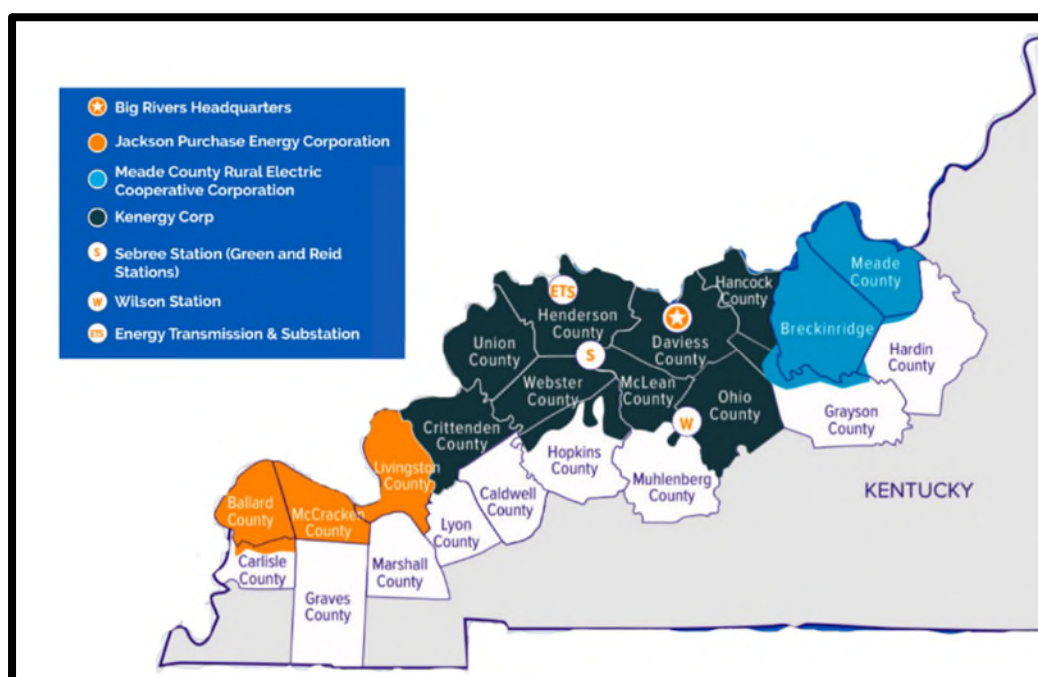 Big Rivers Headquarters
Jackson Purchase Energy Corporation
Meade County Rural Electric
Cooperative Corporation
Kenergy Corp
S
Sebree Station (Green and Reid
Stations)
W
Wilson Station
ETS
Energy Transmission & Substation
Meade
County
Hancock
County
ETS
Henderson
County
Breckinridge
Daviess
County
Union
County
S
Hardin
County
Webster
County
McLean
County
Ohio
County
W
Grayson
County
Crittenden
County
Hopkins
County
Livingston
County
Muhlenberg
County
KENTUCKY
Caldwell
County
Ballard
County
McCracken
County
Lyon
County
Carlisle
County
Marshall
County
Graves
County